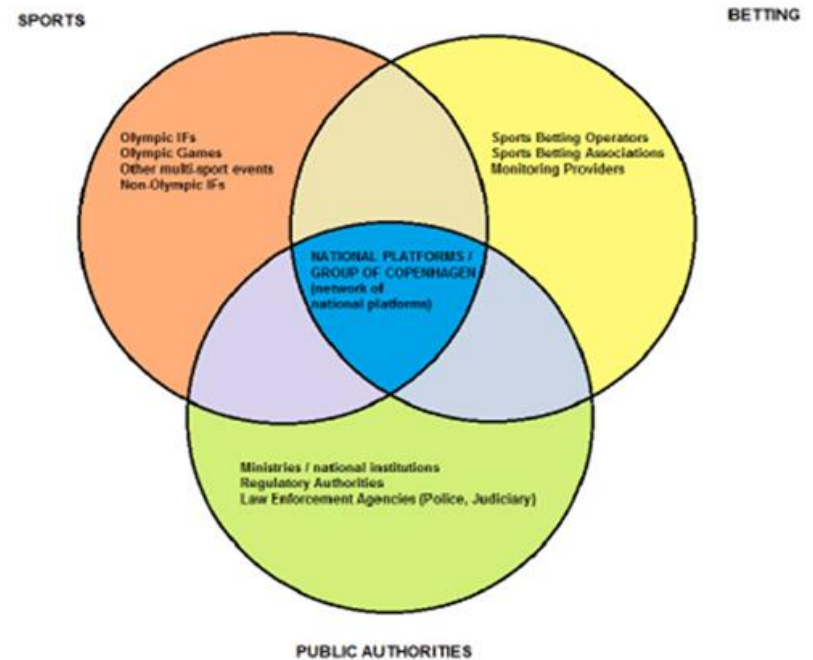 SPORTS
BETTING
Olympic IFs
Olympic Games
Other multi-sport events
Non-Olympic IFs
Sports Betting Operators
Sports Betting Associations
Monitoring Providers
NATIONAL PLATFORMS /
GROUP OF COPENHAGEN
(network of
national platforms)
Ministries / national institutions
Regulatory Authorities
Law Enforcement Agencies (Police, Judiciary)
PUBLIC AUTHORITIES